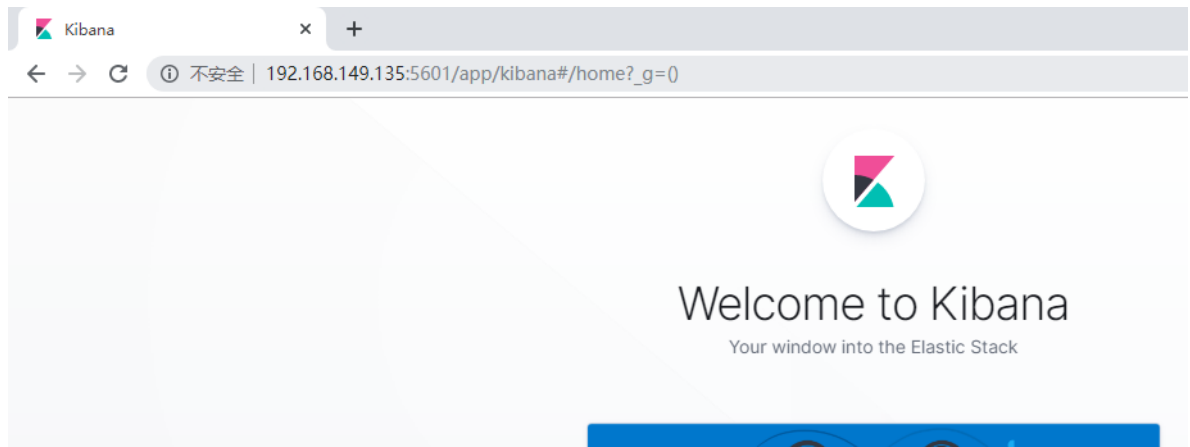 Kibana
不安全 | 192.168.149.135:5601/app/kibana#/home?_g=()
Welcome to Kibana
Your window into the Elastic Stack